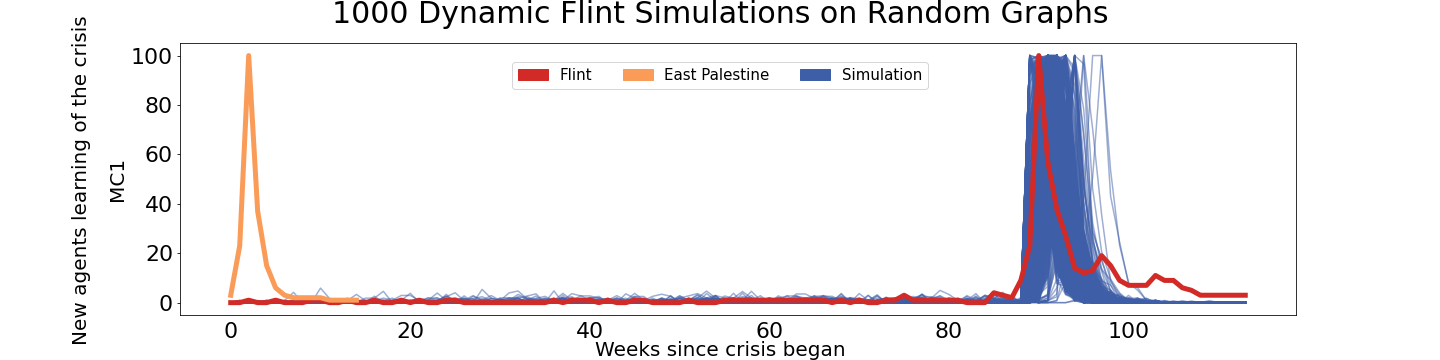 1000 Dynamic Flint Simulations on Random Graphs
New agents learning of the crisis
MC1
100
80
60
40
20
0
Flint
East Palestine
Simulation
0 20 40 60 80 100
Weeks since crisis began